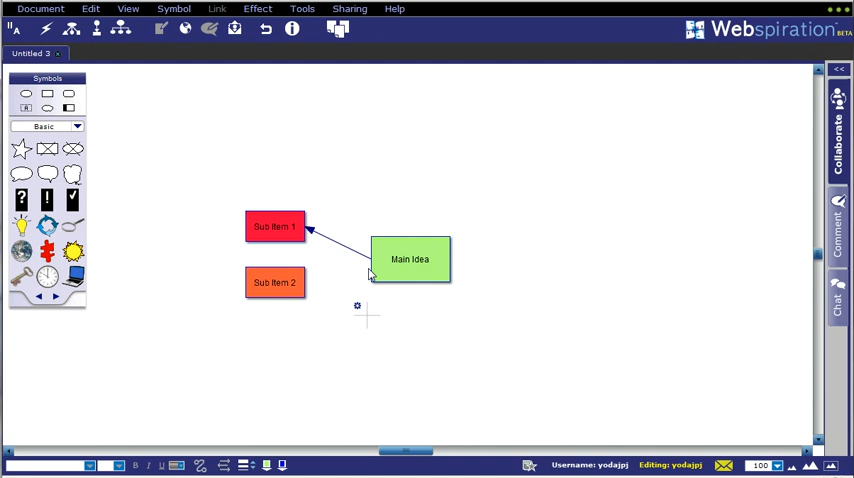 Document Edit View Symbol Link Effect Tools Sharing Help
A
Webspiration BETA
Untitled 3 x
<<
Symbols
A
Basic
? ! ✓
Sub Item 1
Main Idea
Sub Item 2
Collaborate
Comment
Chat
B I U
Username: yodajpj Editing: yodajpj 100